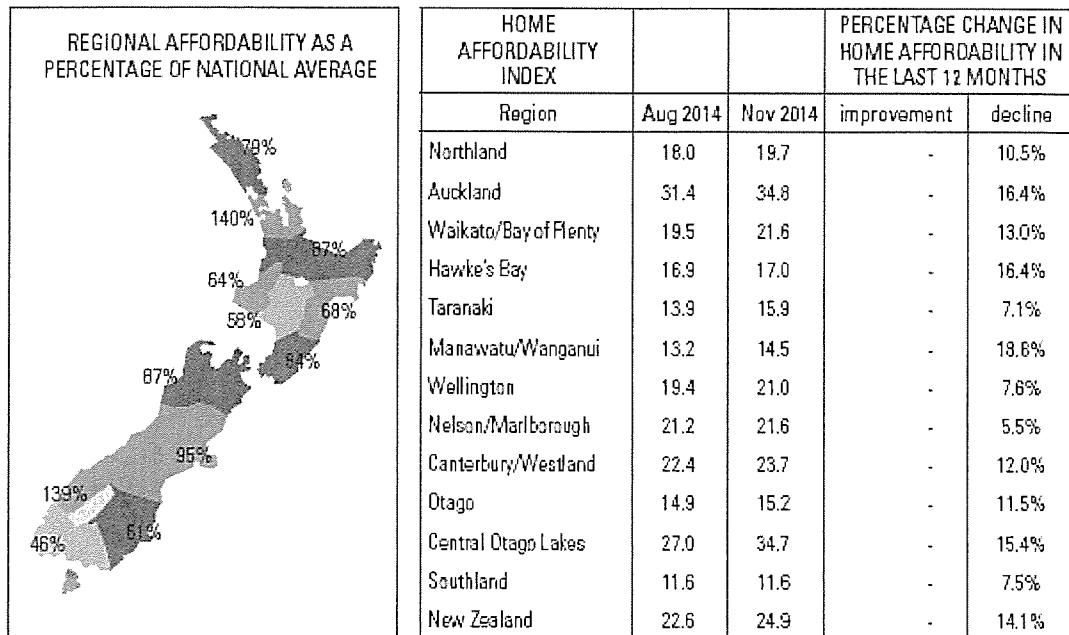 REGIONAL AFFORDABILITY AS A
PERCENTAGE OF NATIONAL AVERAGE
79%
140%
87%
64%
68%
58%
84%
87%
95%
139%
61%
46%
HOME AFFORDABILITY INDEX PERCENTAGE CHANGE IN HOME AFFORDABILITY IN THE LAST 12 MONTHS
Region Aug 2014 Nov 2014 improvement decline
Northland 18.0 19.7 - 10.5%
Auckland 31.4 34.8 - 16.4%
Waikato/Bay of Plenty 19.5 21.6 - 13.0%
Hawke's Bay 16.9 17.0 - 16.4%
Taranaki 13.9 15.9 - 7.1%
Manawatu/Wanganui 13.2 14.5 - 18.6%
Wellington 19.4 21.0 - 7.6%
Nelson/Marlborough 21.2 21.6 - 5.5%
Canterbury/Westland 22.4 23.7 - 12.0%
Otago 14.9 15.2 - 11.5%
Central Otago Lakes 27.0 34.7 - 15.4%
Southland 11.6 11.6 - 7.5%
New Zealand 22.6 24.9 - 14.1%